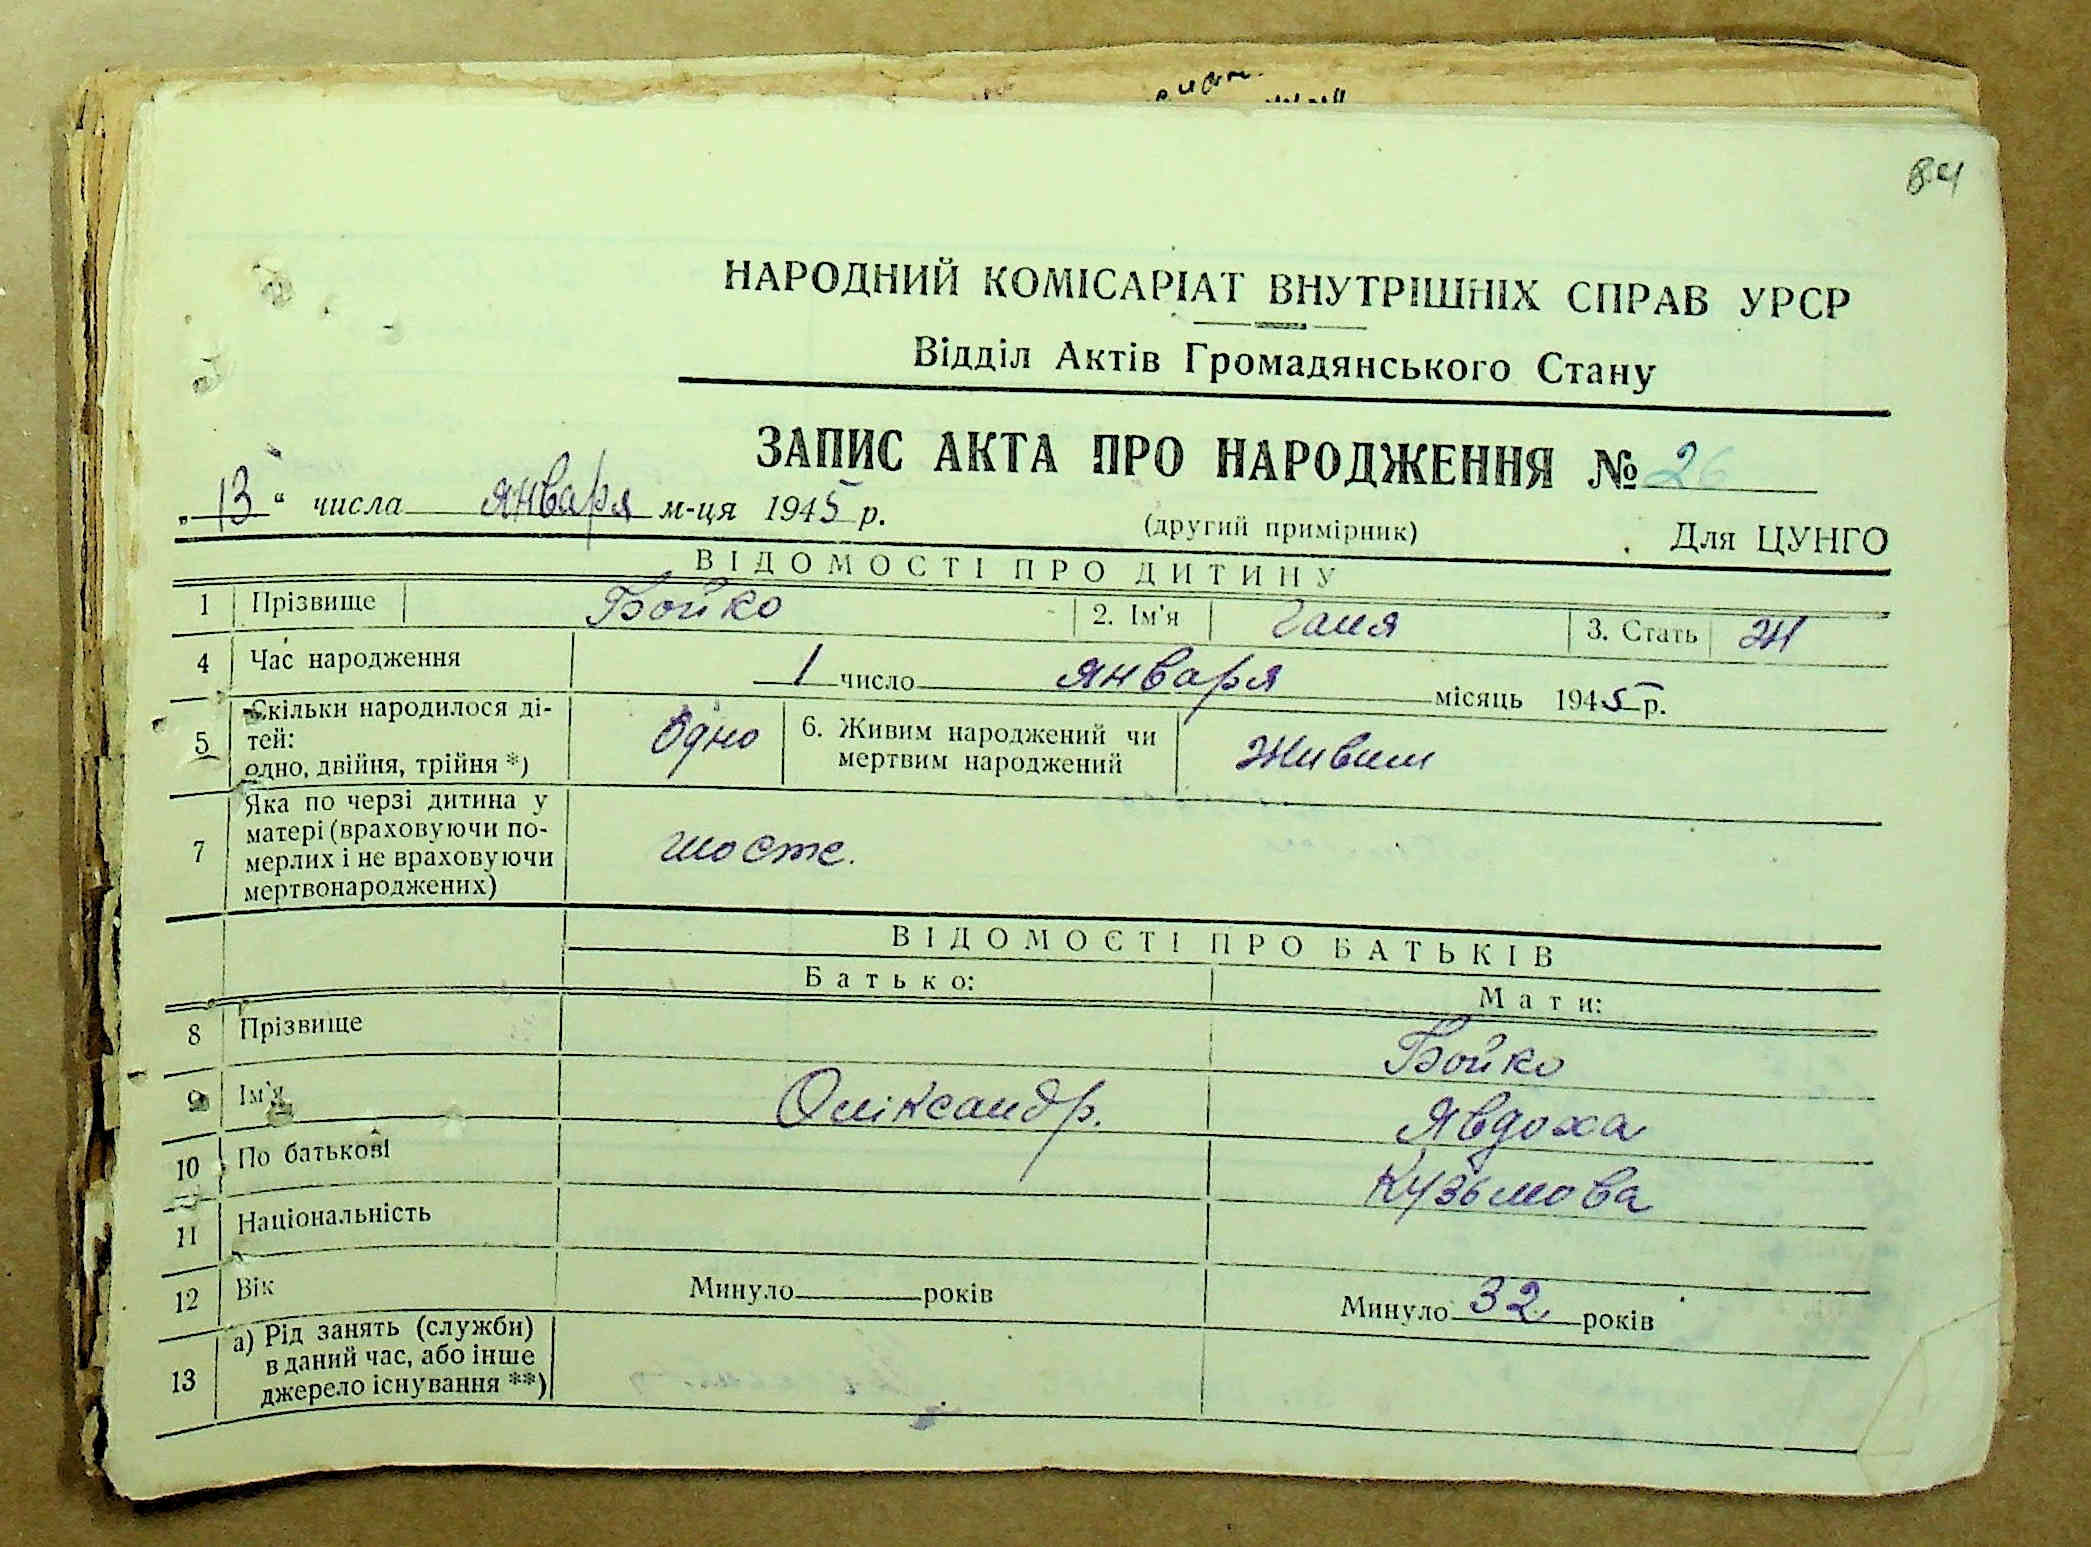 84
НАРОДНИЙ КОМІСАРІАТ ВНУТРІШНІХ СПРАВ УРСР
Відділ Актів Громадянського Стану
ЗАПИС АКТА ПРО НАРОДЖЕННЯ № 26
„13“ числа января м-ця 1945 р.
(другий примірник) Для ЦУНГО
ВІДОМОСТІ ПРО ДИТИНУ
1 Прізвище Бойко 2. Ім'я Галя 3. Стать Ж
4 Час народження 1 число января місяць 1945 р.
5 Скільки народилося ді-
тей:
одно, двійня, трійня *) Одно
6. Живим народжений чи
мертвим народжений Живим
7 Яка по черзі дитина у
матері (враховуючи по-
мерлих і не враховуючи
мертвонароджених) шосте.
ВІДОМОСТІ ПРО БАТЬКІВ
Батько: Мати:
8 Прізвище Бойко
9 Ім'я Оліксандр. Явдоха
10 По батькові Кузьмова
11 Національність
12 Вік Минуло років Минуло 32 років
13 а) Рід занять (служби)
в даний час, або інше
джерело існування **)